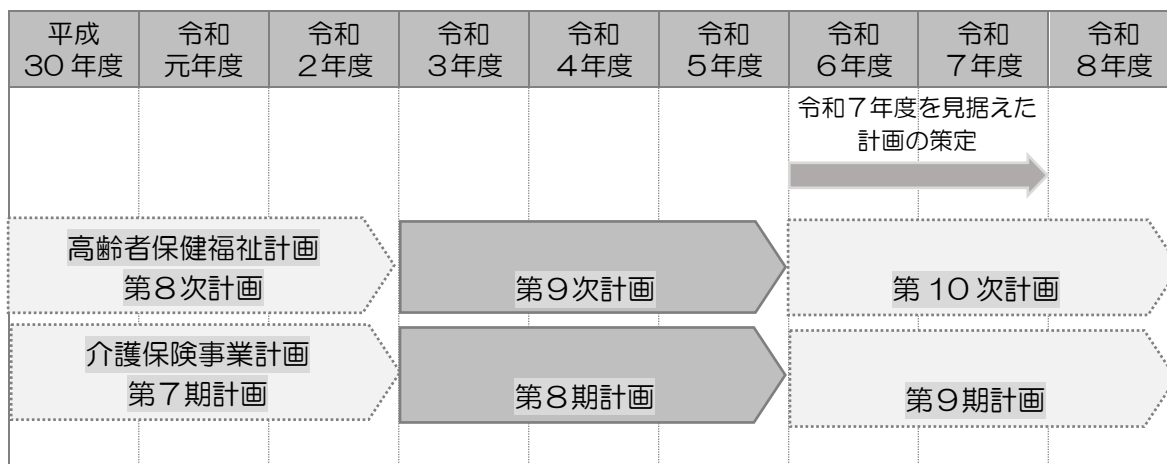 平成 令和 令和 令和 令和 令和 令和 令和 令和
30年度 元年度 2年度 3年度 4年度 5年度 6年度 7年度 8年度
令和7年度を見据えた
計画の策定
高齢者保健福祉計画
第8次計画 第9次計画 第10次計画
介護保険事業計画
第7期計画 第8期計画 第9期計画